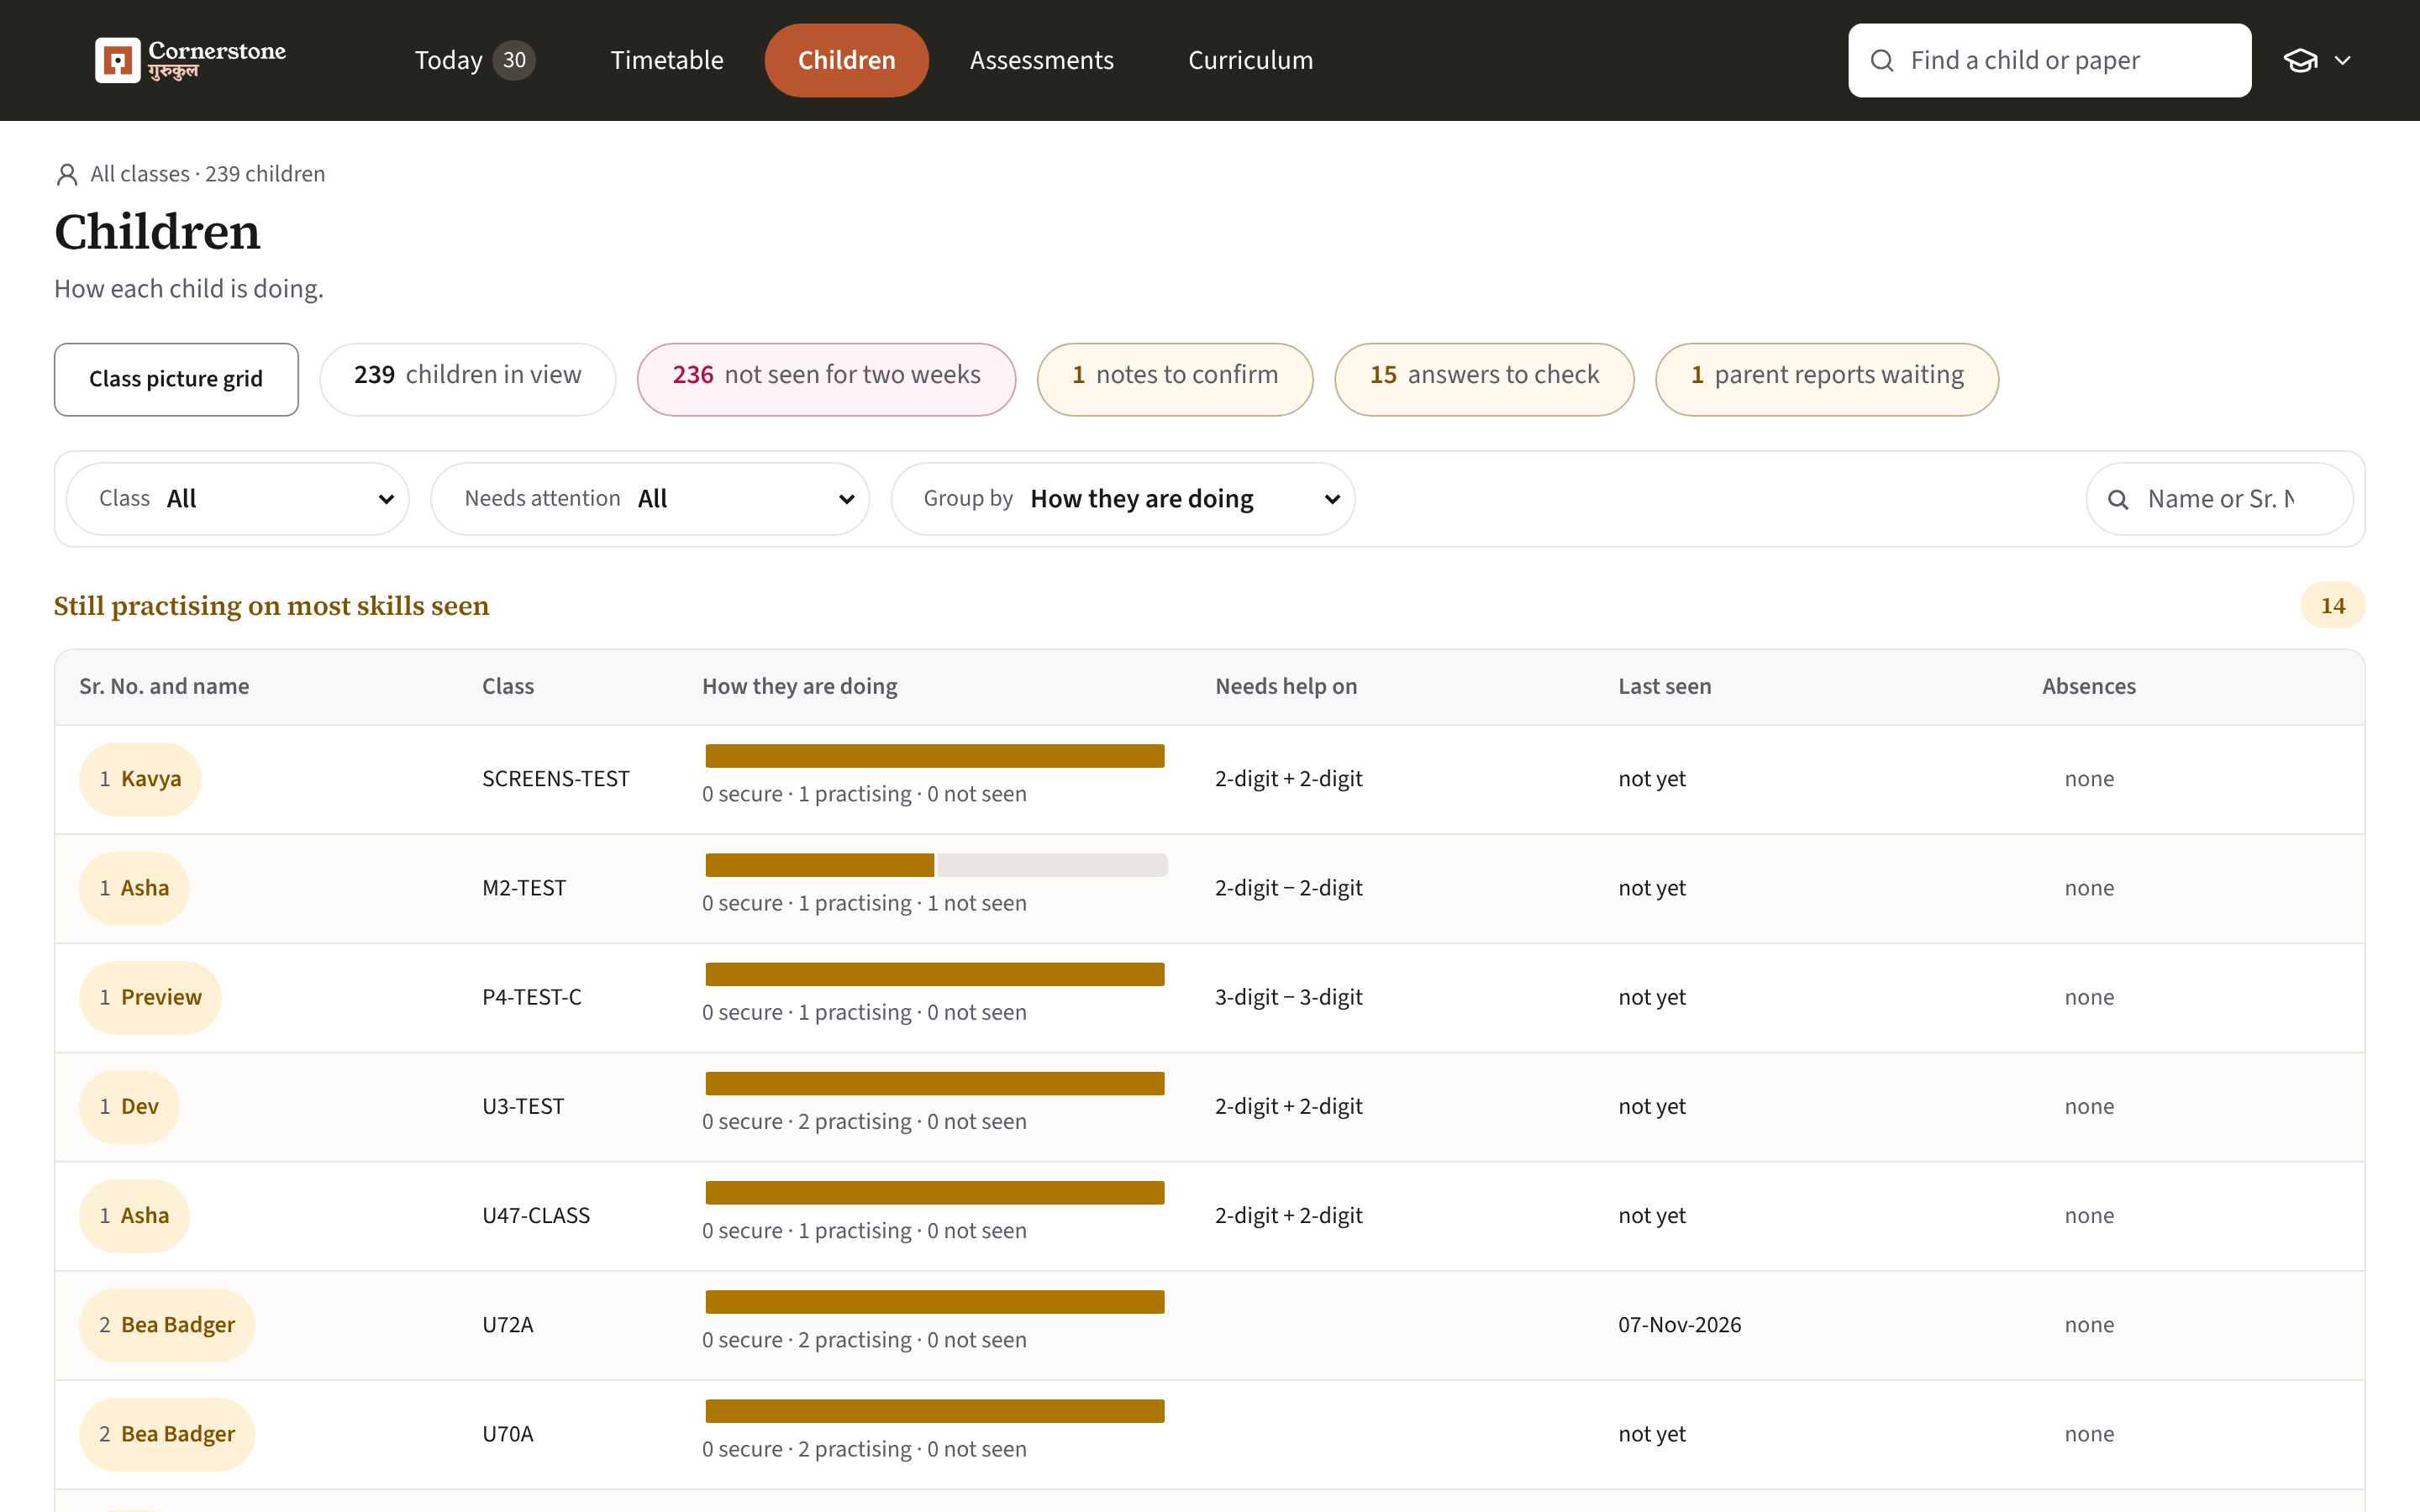 Cornerstone
गुरुकुल
Today 30
Timetable
Children
Assessments
Curriculum
Find a child or paper
All classes · 239 children
Children
How each child is doing.
Class picture grid
239 children in view
236 not seen for two weeks
1 notes to confirm
15 answers to check
1 parent reports waiting
Class All
Needs attention All
Group by How they are doing
Name or Sr.
Still practising on most skills seen
14
Sr. No. and name Class How they are doing Needs help on Last seen Absences
1 Kavya SCREENS-TEST 2-digit + 2-digit not yet none
0 secure · 1 practising · 0 not seen
1 Asha M2-TEST 2-digit − 2-digit not yet none
0 secure · 1 practising · 1 not seen
1 Preview P4-TEST-C 3-digit − 3-digit not yet none
0 secure · 1 practising · 0 not seen
1 Dev U3-TEST 2-digit + 2-digit not yet none
0 secure · 2 practising · 0 not seen
1 Asha U47-CLASS 2-digit + 2-digit not yet none
0 secure · 1 practising · 0 not seen
2 Bea Badger U72A 07-Nov-2026 none
0 secure · 2 practising · 0 not seen
2 Bea Badger U70A not yet none
0 secure · 2 practising · 0 not seen